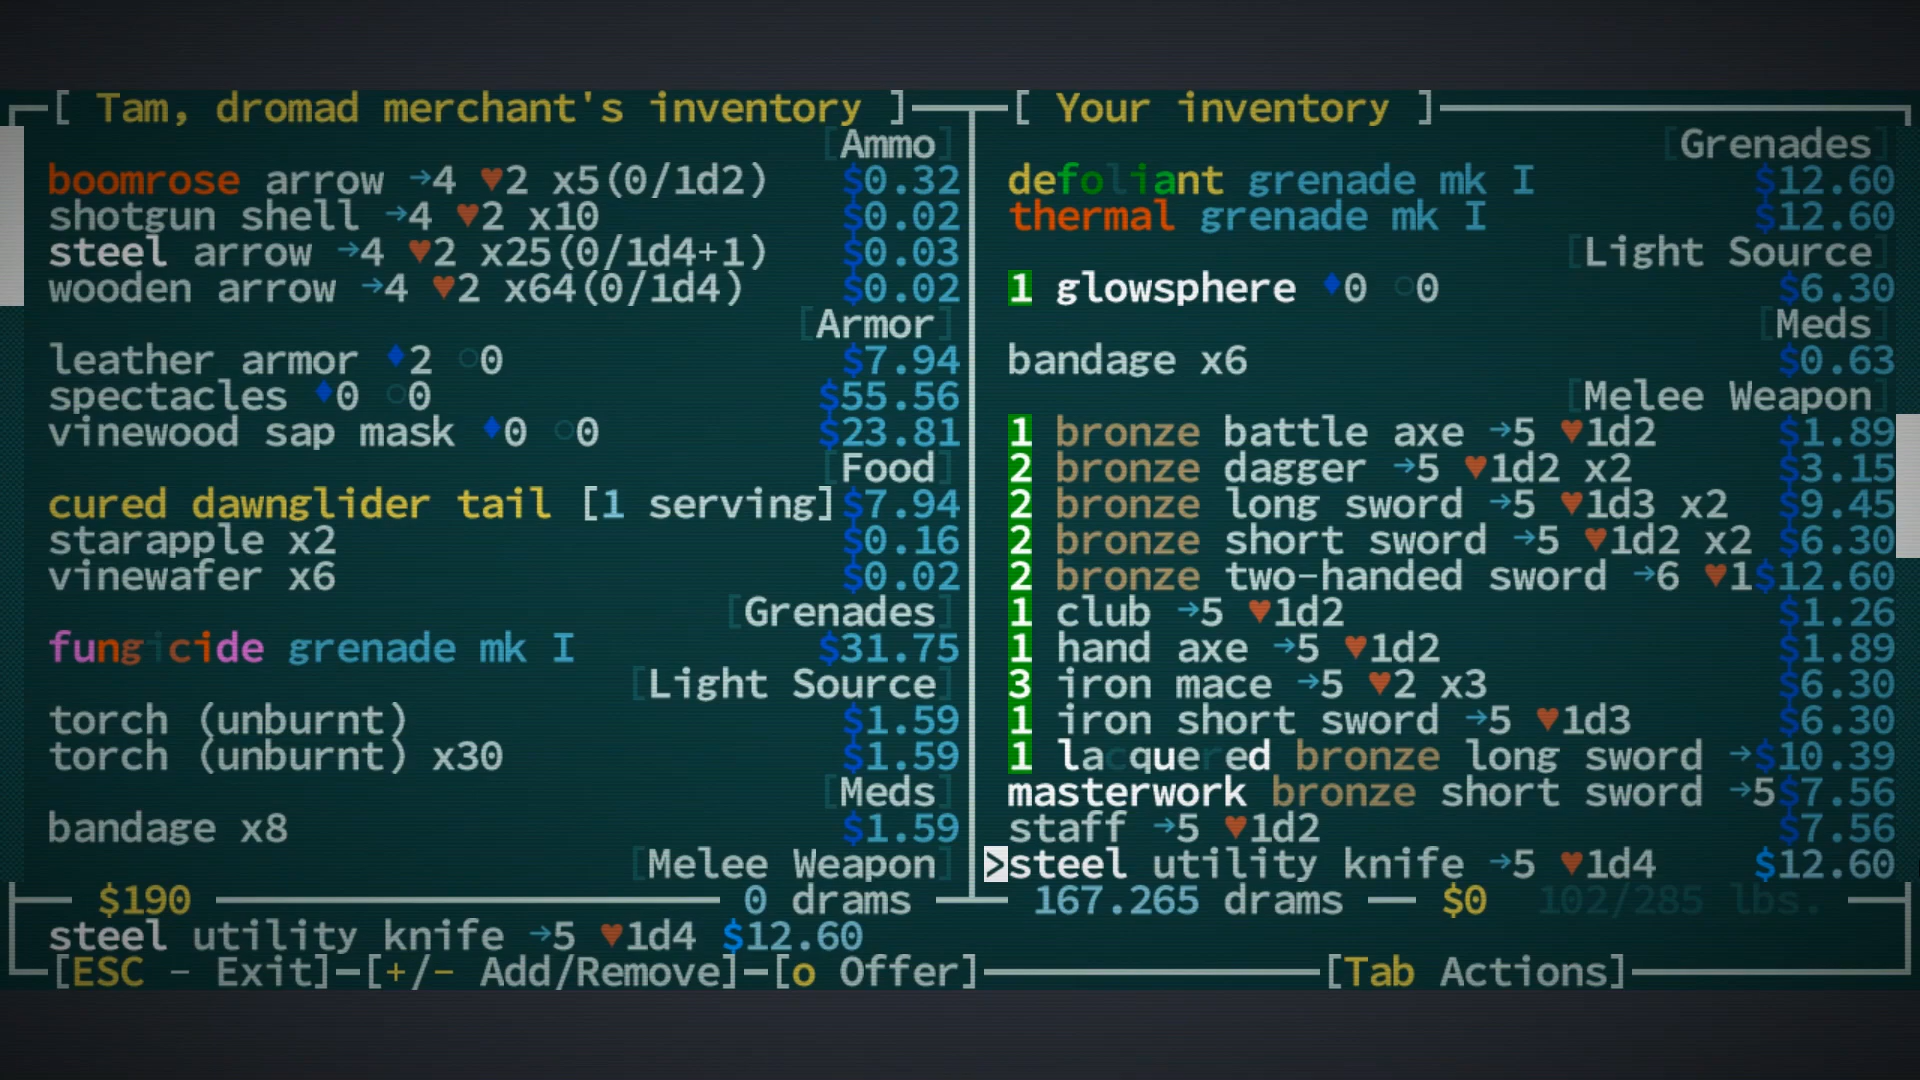 [ Tam, dromad merchant's inventory ]
[Ammo]
boomrose arrow →4 ♥2 x5(0/1d2) $0.32
shotgun shell →4 ♥2 x10 $0.02
steel arrow →4 ♥2 x25(0/1d4+1) $0.03
wooden arrow →4 ♥2 x64(0/1d4) $0.02
[Armor]
leather armor ♦2 ○0 $7.94
spectacles ♦0 ○0 $55.56
vinewood sap mask ♦0 ○0 $23.81
[Food]
cured dawnglider tail [1 serving] $7.94
starapple x2 $0.16
vinewafer x6 $0.02
[Grenades]
fungicide grenade mk I $31.75
[Light Source]
torch (unburnt) $1.59
torch (unburnt) x30 $1.59
[Meds]
bandage x8 $1.59
[Melee Weapon]
$190 0 drams
[ Your inventory ]
[Grenades]
defoliant grenade mk I $12.60
thermal grenade mk I $12.60
[Light Source]
1 glowsphere ♦0 ○0 $6.30
[Meds]
bandage x6 $0.63
[Melee Weapon]
1 bronze battle axe →5 ♥1d2 $1.89
2 bronze dagger →5 ♥1d2 x2 $3.15
2 bronze long sword →5 ♥1d3 x2 $9.45
2 bronze short sword →5 ♥1d2 x2 $6.30
2 bronze two-handed sword →6 ♥1$12.60
1 club →5 ♥1d2 $1.26
1 hand axe →5 ♥1d2 $1.89
3 iron mace →5 ♥2 x3 $6.30
1 iron short sword →5 ♥1d3 $6.30
1 lacquered bronze long sword →$10.39
masterwork bronze short sword →5$7.56
staff →5 ♥1d2 $7.56
>steel utility knife →5 ♥1d4 $12.60
167.265 drams — $0 102/285 lbs.
steel utility knife →5 ♥1d4 $12.60
[ESC - Exit]—[+/- Add/Remove]—[o Offer] [Tab Actions]